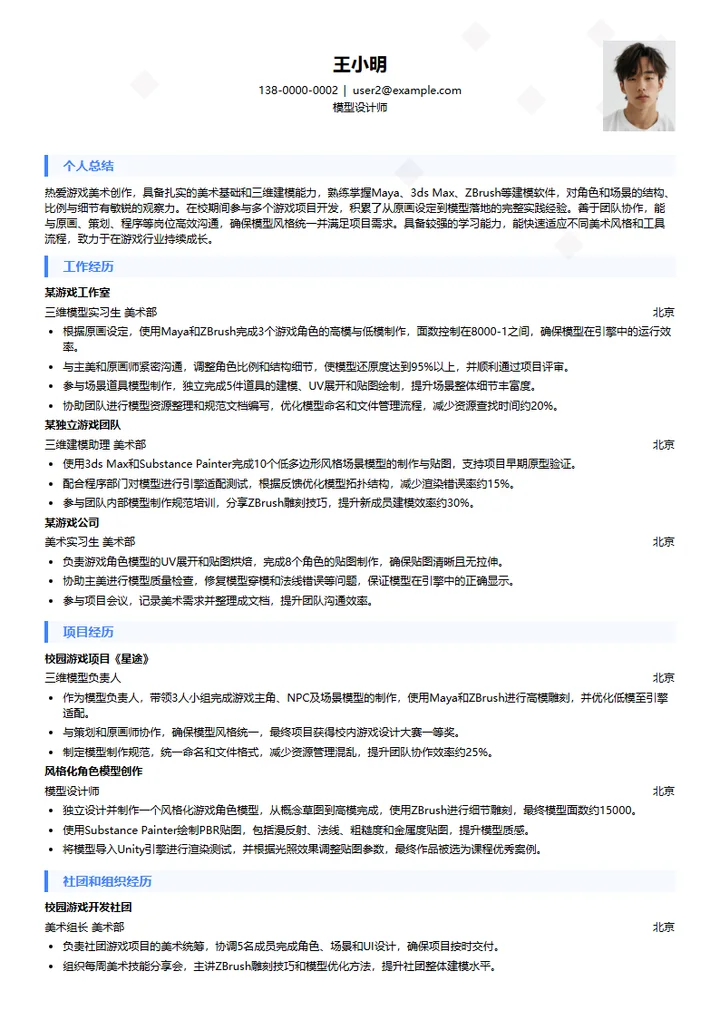 王小明
138-0000-0002 | user2@example.com
模型设计师
个人总结
热爱游戏美术创作，具备扎实的美术基础和三维建模能力，熟练掌握Maya、3ds Max、ZBrush等建模软件，对角色和场景的结构、
比例与细节有敏锐的观察力。在校期间参与多个游戏项目开发，积累了从原画设定到模型落地的完整实践经验。善于团队协作，能
与原画、策划、程序等岗位高效沟通，确保模型风格统一并满足项目需求。具备较强的学习能力，能快速适应不同美术风格和工具
流程，致力于在游戏行业持续成长。
工作经历
某游戏工作室
三维模型实习生 美术部 北京
• 根据原画设定，使用Maya和ZBrush完成3个游戏角色的高模与低模制作，面数控制在8000-1之间，确保模型在引擎中的运行效
率。
• 与主美和原画师紧密沟通，调整角色比例和结构细节，使模型还原度达到95%以上，并顺利通过项目评审。
• 参与场景道具模型制作，独立完成5件道具的建模、UV展开和贴图绘制，提升场景整体细节丰富度。
• 协助团队进行模型资源整理和规范文档编写，优化模型命名和文件管理流程，减少资源查找时间约20%。
某独立游戏团队
三维建模助理 美术部 北京
• 使用3ds Max和Substance Painter完成10个低多边形风格场景模型的制作与贴图，支持项目早期原型验证。
• 配合程序部门对模型进行引擎适配测试，根据反馈优化模型拓扑结构，减少渲染错误率约15%。
• 参与团队内部模型制作规范培训，分享ZBrush雕刻技巧，提升新成员建模效率约30%。
某游戏公司
美术实习生 美术部 北京
• 负责游戏角色模型的UV展开和贴图烘焙，完成8个角色的贴图制作，确保贴图清晰且无拉伸。
• 协助主美进行模型质量检查，修复模型穿模和法线错误等问题，保证模型在引擎中的正确显示。
• 参与项目会议，记录美术需求并整理成文档，提升团队沟通效率。
项目经历
校园游戏项目《星途》
三维模型负责人 北京
• 作为模型负责人，带领3人小组完成游戏主角、NPC及场景模型的制作，使用Maya和ZBrush进行高模雕刻，并优化低模至引擎
适配。
• 与策划和原画师协作，确保模型风格统一，最终项目获得校内游戏设计大赛一等奖。
• 制定模型制作规范，统一命名和文件格式，减少资源管理混乱，提升团队协作效率约25%。
风格化角色模型创作
模型设计师 北京
• 独立设计并制作一个风格化游戏角色模型，从概念草图到高模完成，使用ZBrush进行细节雕刻，最终模型面数约15000。
• 使用Substance Painter绘制PBR贴图，包括漫反射、法线、粗糙度和金属度贴图，提升模型质感。
• 将模型导入Unity引擎进行渲染测试，并根据光照效果调整贴图参数，最终作品被选为课程优秀案例。
社团和组织经历
校园游戏开发社团
美术组长 美术部 北京
• 负责社团游戏项目的美术统筹，协调5名成员完成角色、场景和UI设计，确保项目按时交付。
• 组织每周美术技能分享会，主讲ZBrush雕刻技巧和模型优化方法，提升社团整体建模水平。